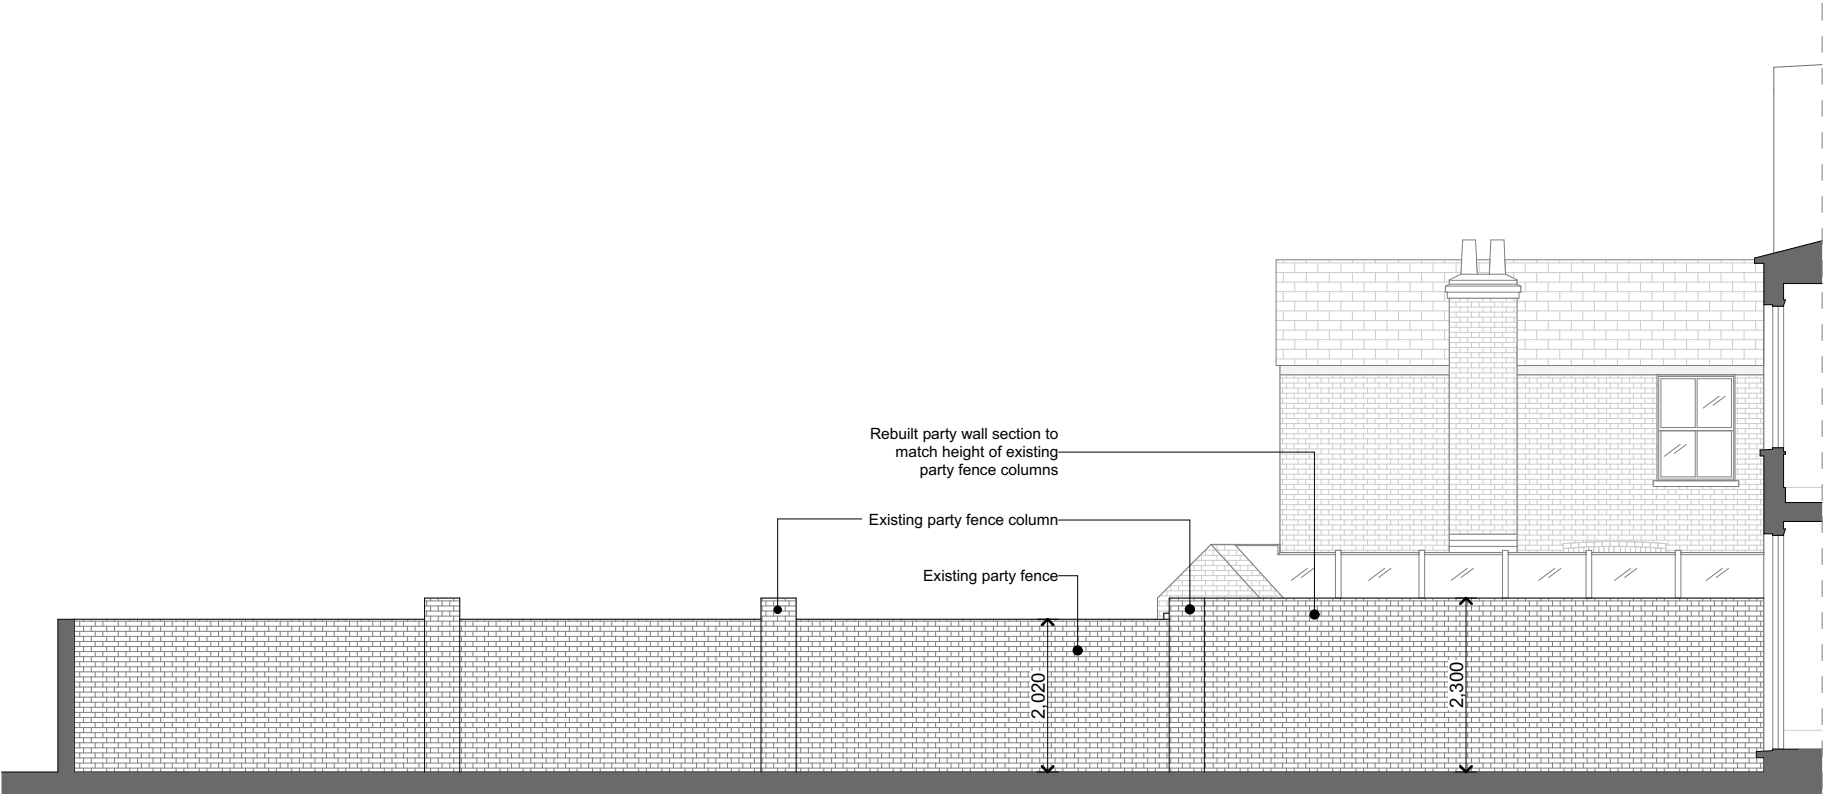 Rebuilt party wall section to
match height of existing
party fence columns
Existing party fence column
Existing party fence
2,020
2,300